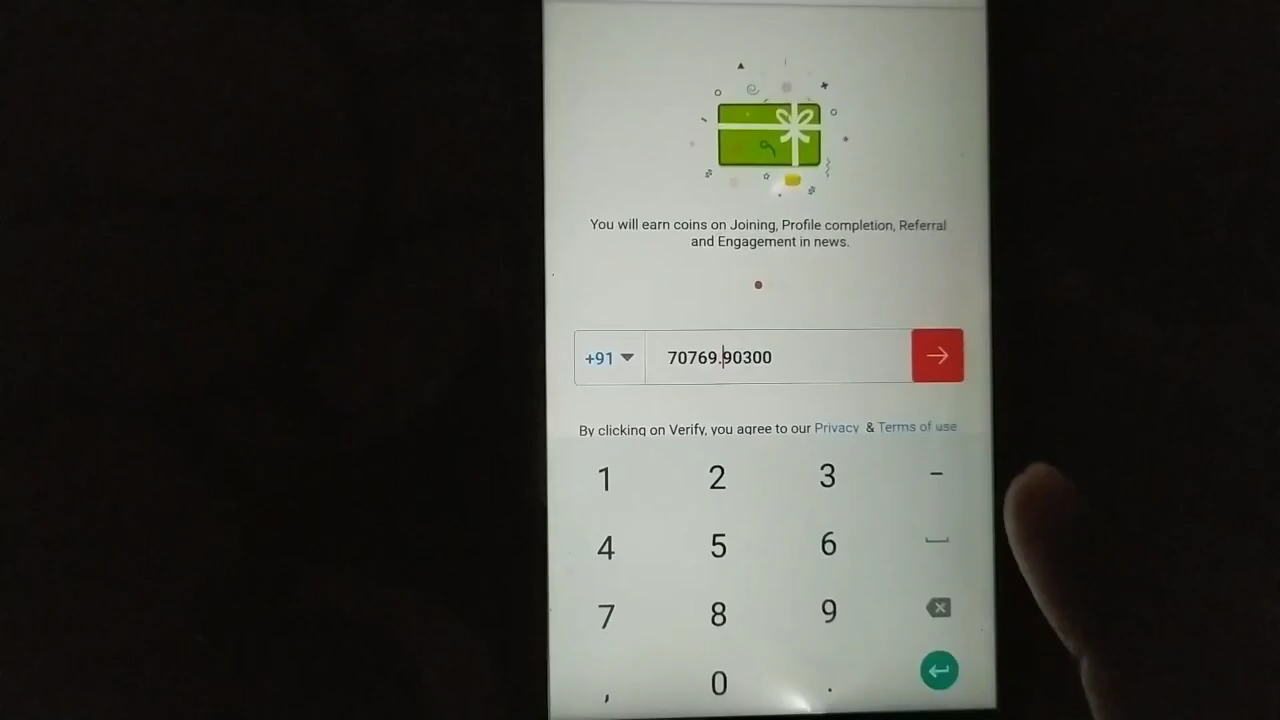 You will earn coins on Joining, Profile completion, Referral
and Engagement in news.
+91 70769.90300
By clicking on Verify, you agree to our Privacy & Terms of use
1 2 3 –
4 5 6
7 8 9
, 0 .